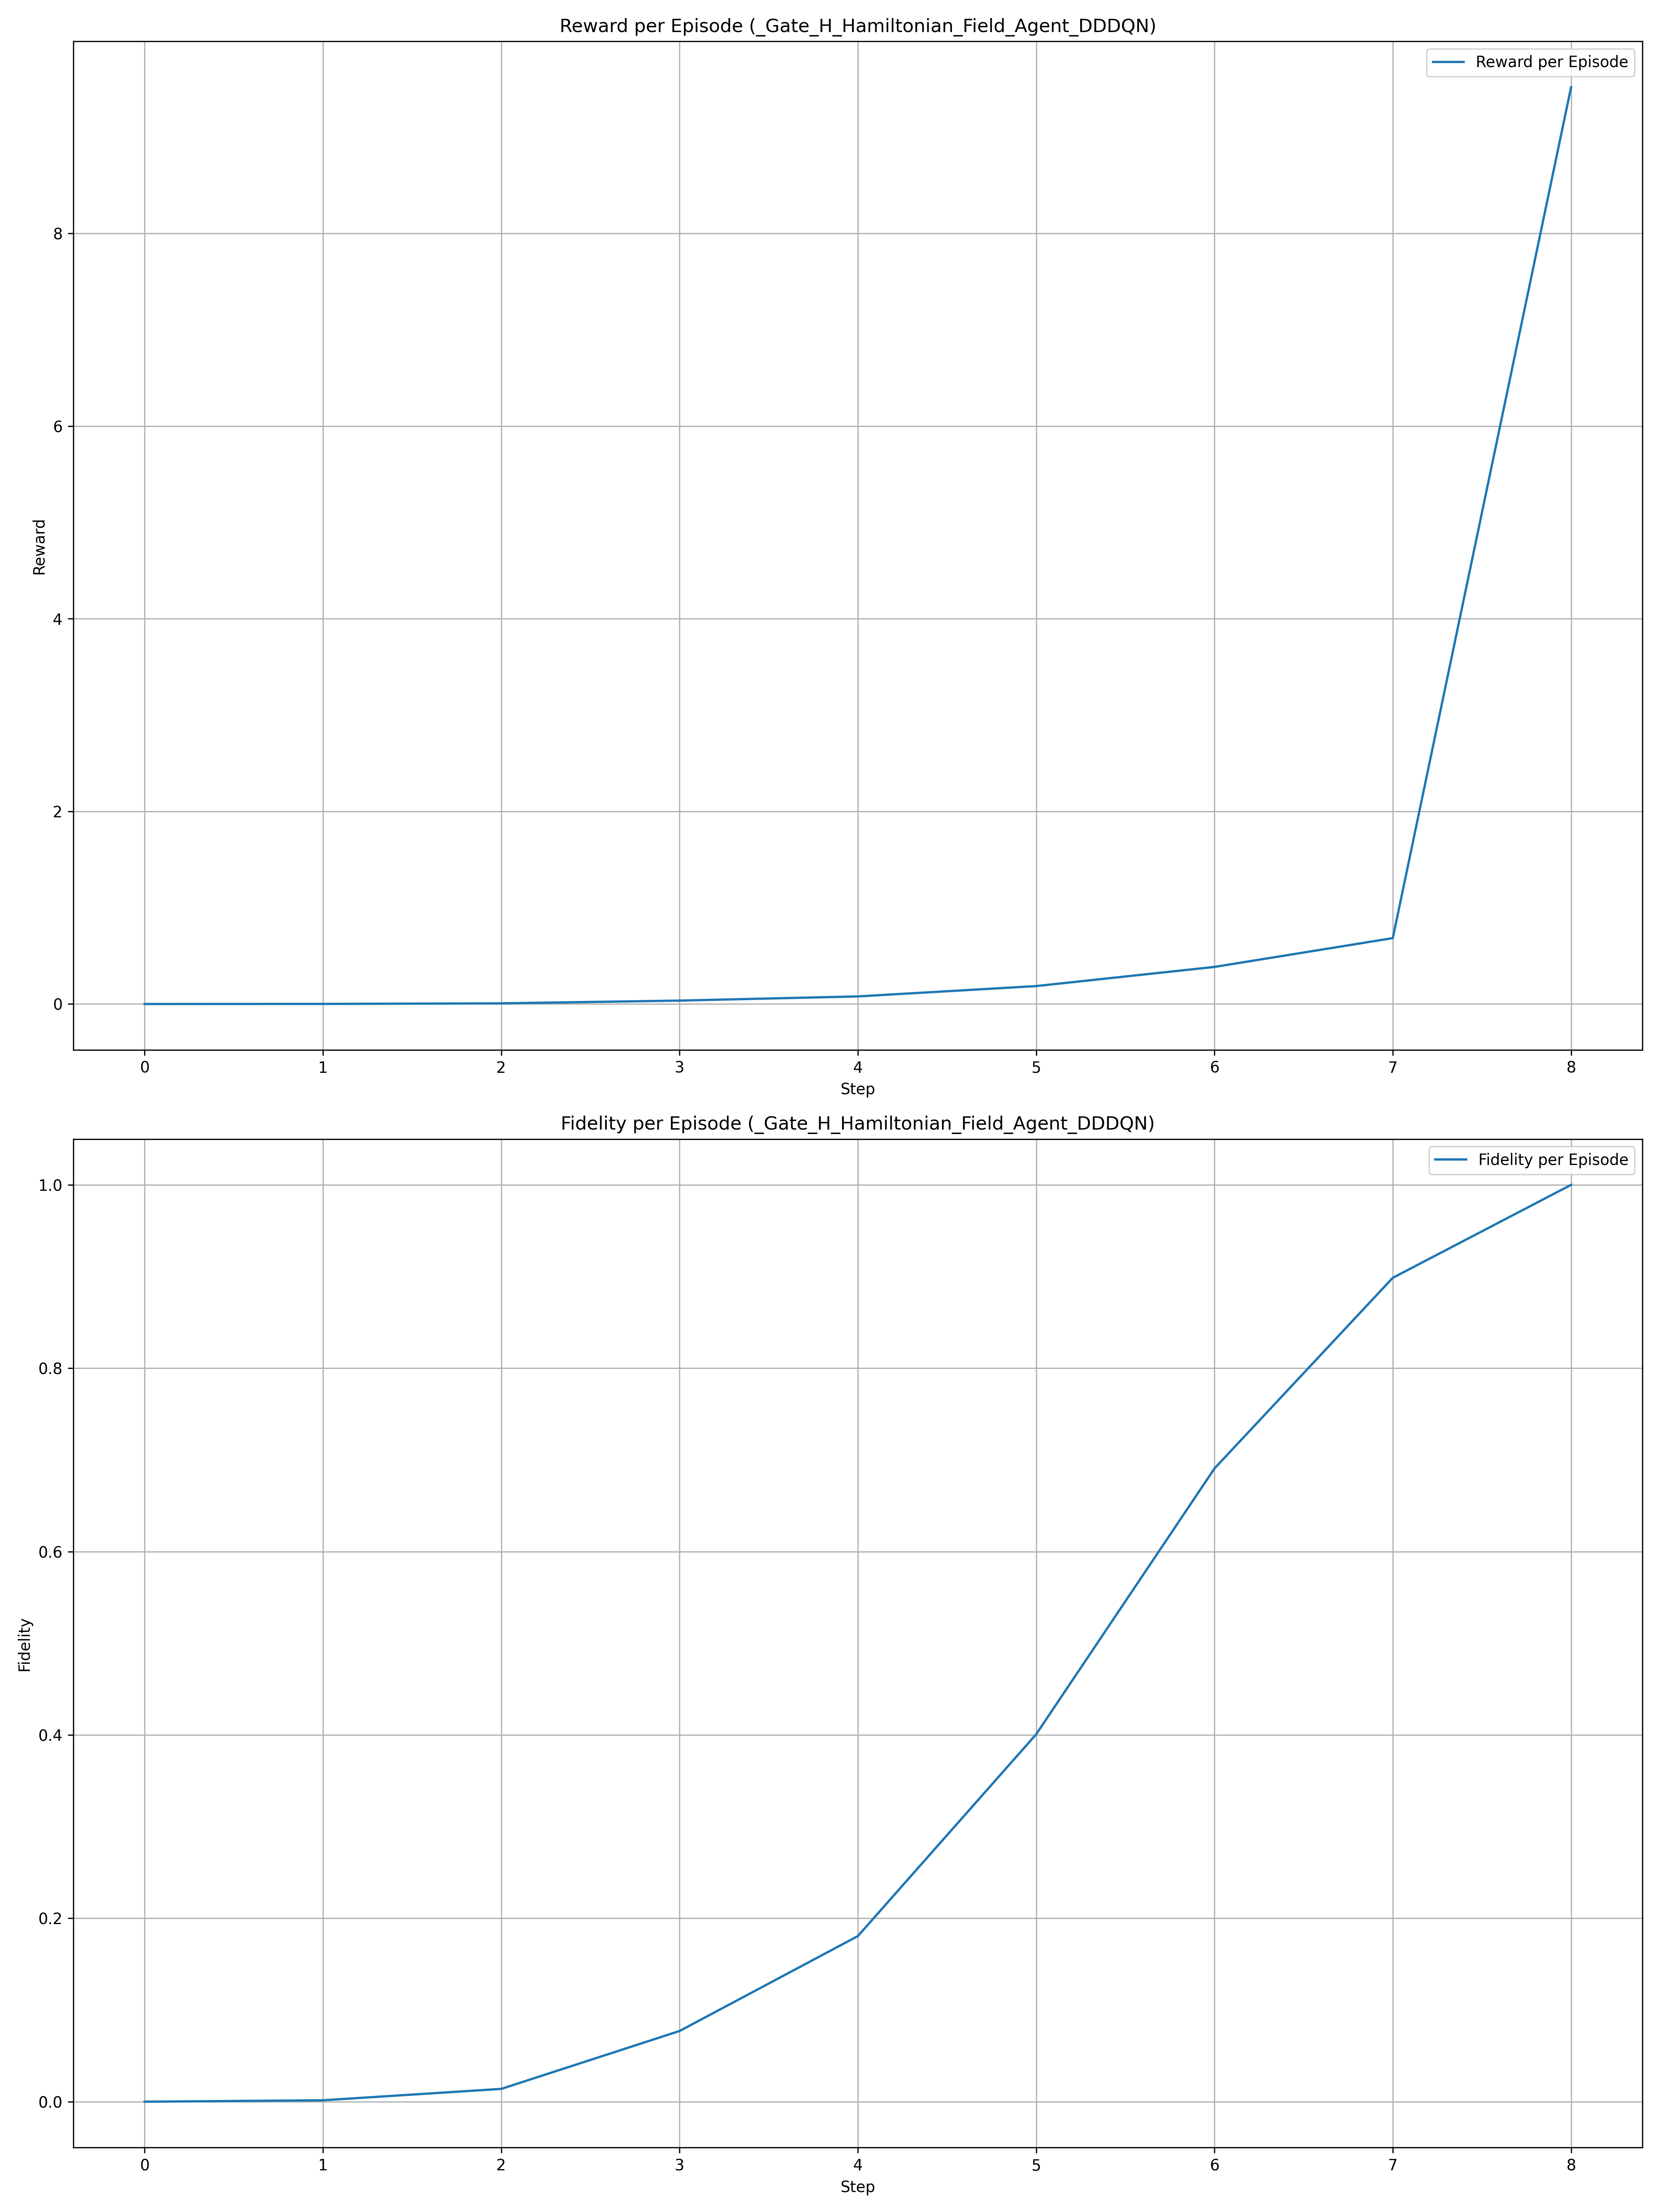 Reward per Episode (_Gate_H_Hamiltonian_Field_Agent_DDDQN)
Reward per Episode
8
6
4
2
0
Reward
0 1 2 3 4 5 6 7 8
Step
Fidelity per Episode (_Gate_H_Hamiltonian_Field_Agent_DDDQN)
Fidelity per Episode
1.0
0.8
0.6
0.4
0.2
0.0
Fidelity
0 1 2 3 4 5 6 7 8
Step